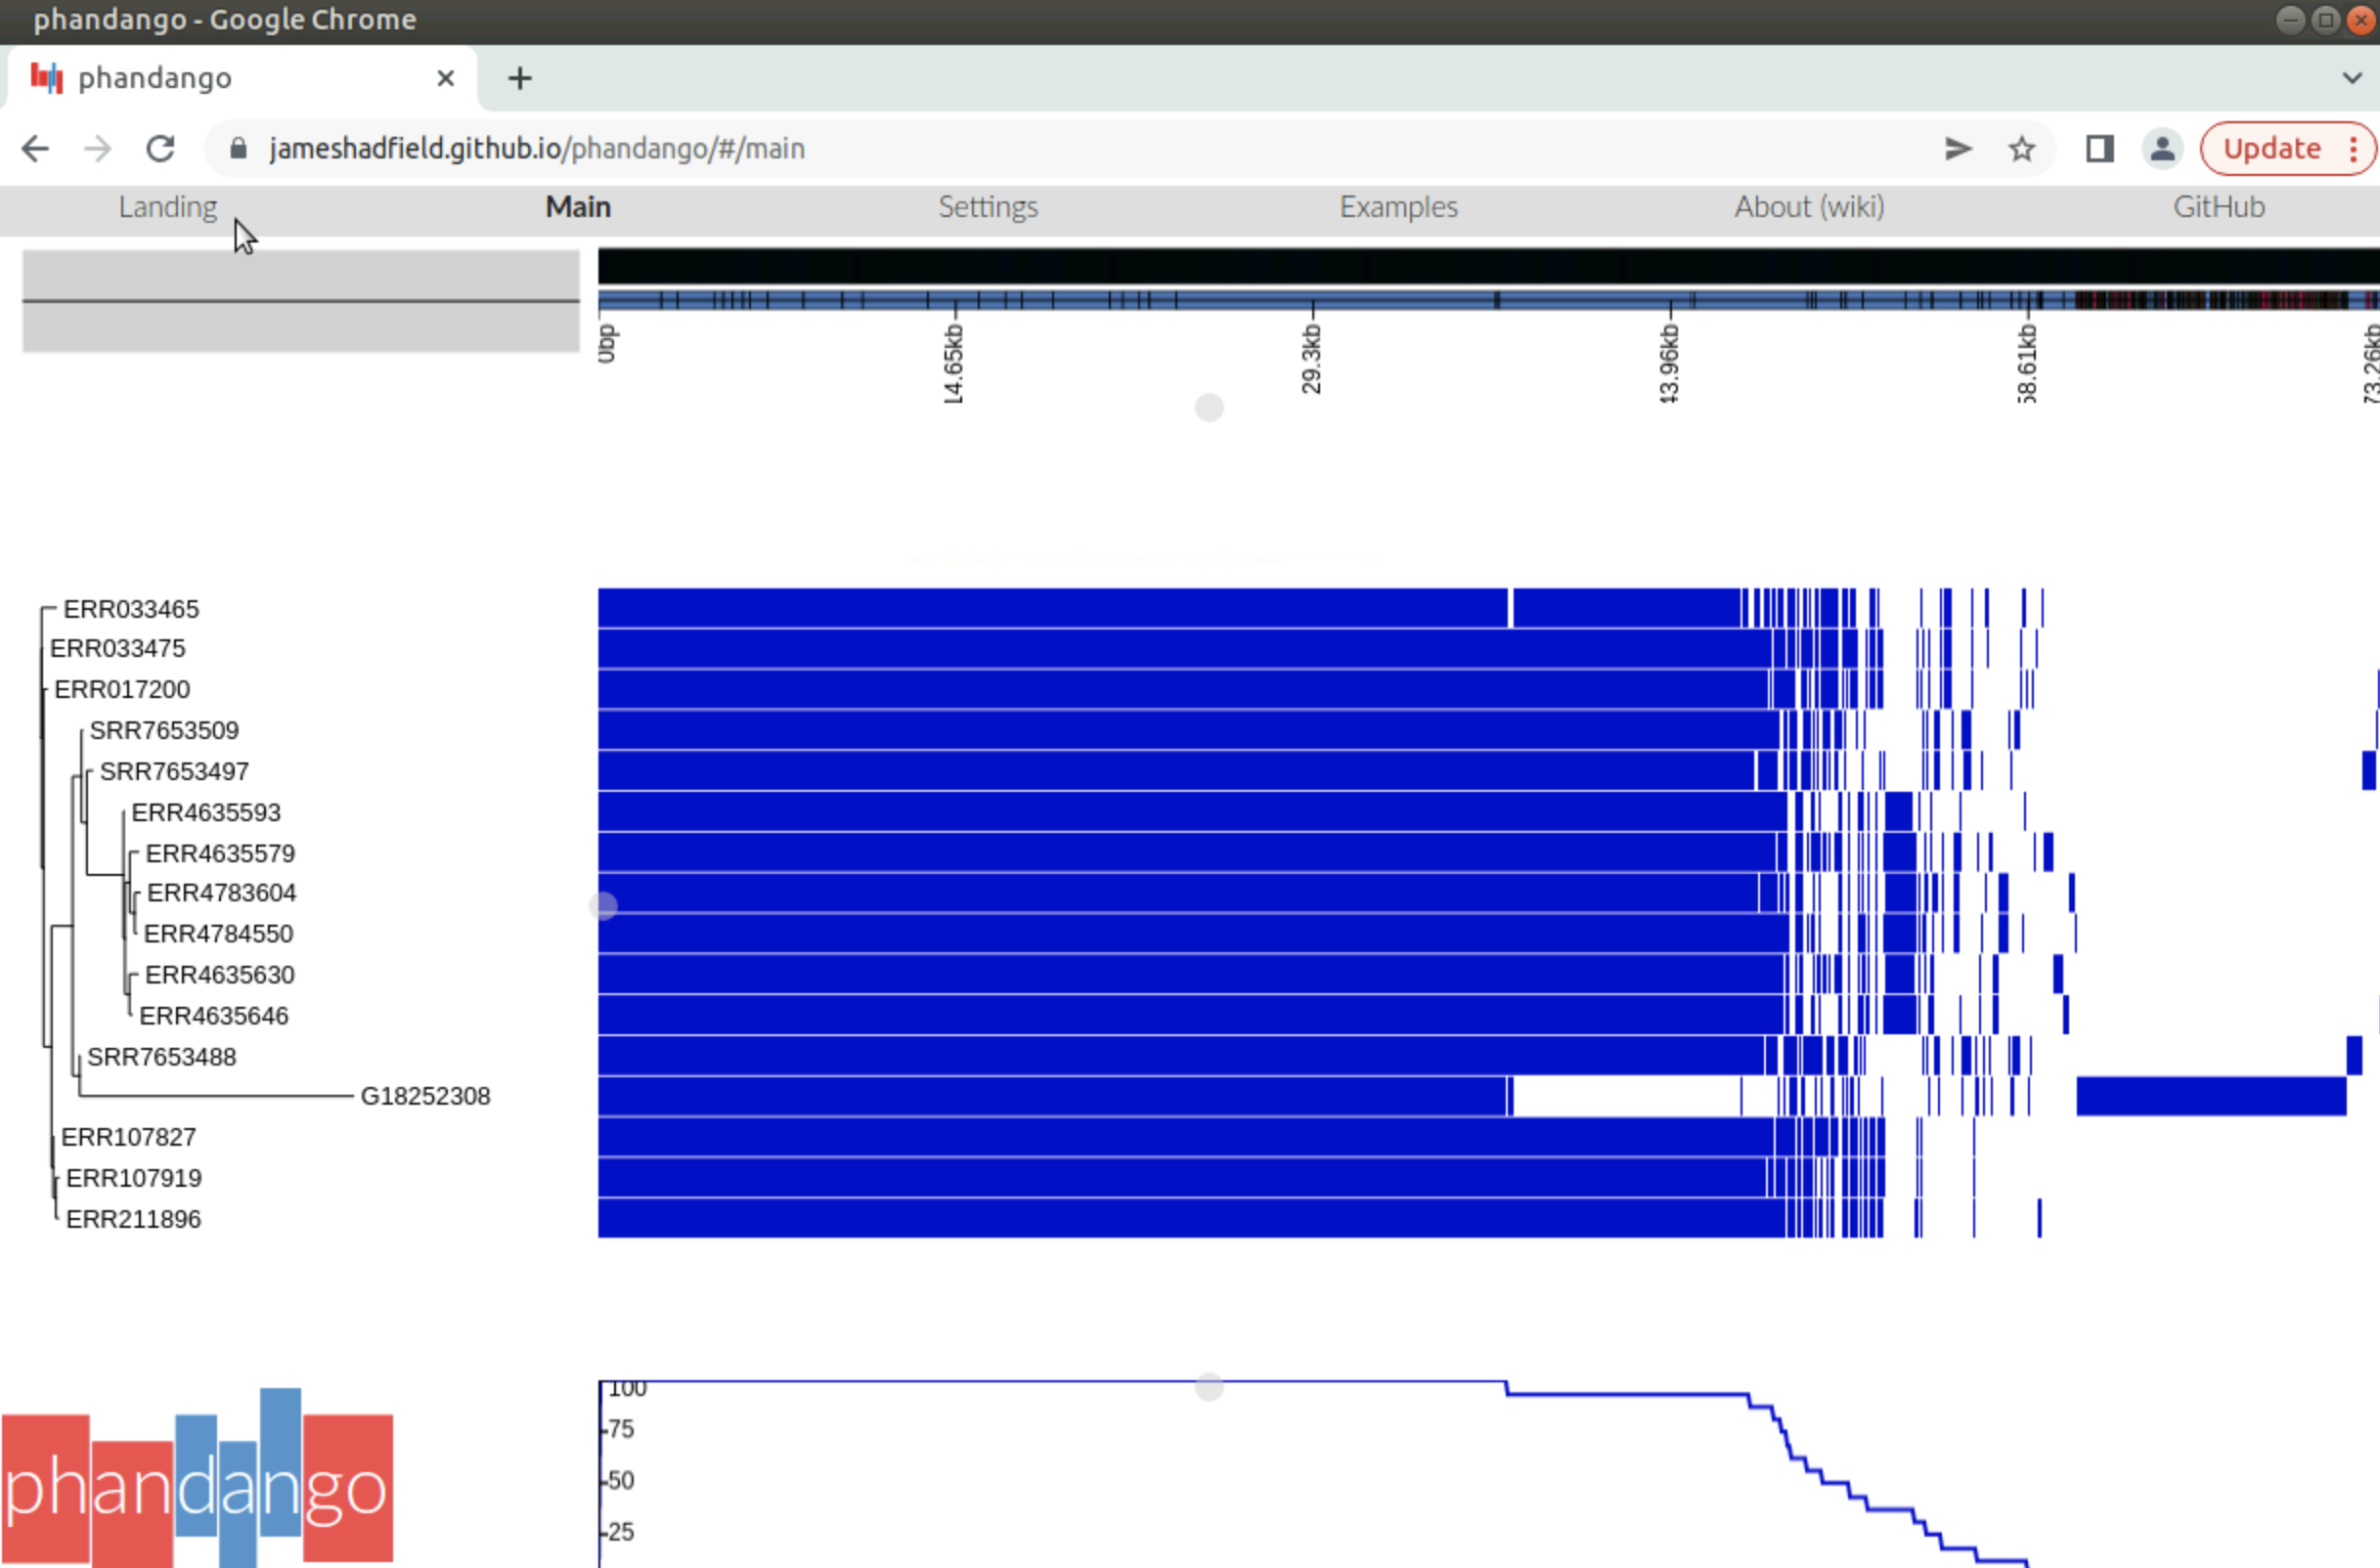 phandango - Google Chrome
phandango
jameshadfield.github.io/phandango/#/main
Update
Landing Main Settings Examples About (wiki) GitHub
0bp 14.65kb 29.3kb 43.96kb 58.61kb 73.26kb
ERR033465
ERR033475
ERR017200
SRR7653509
SRR7653497
ERR4635593
ERR4635579
ERR4783604
ERR4784550
ERR4635630
ERR4635646
SRR7653488
G18252308
ERR107827
ERR107919
ERR211896
100
75
50
25
phandango